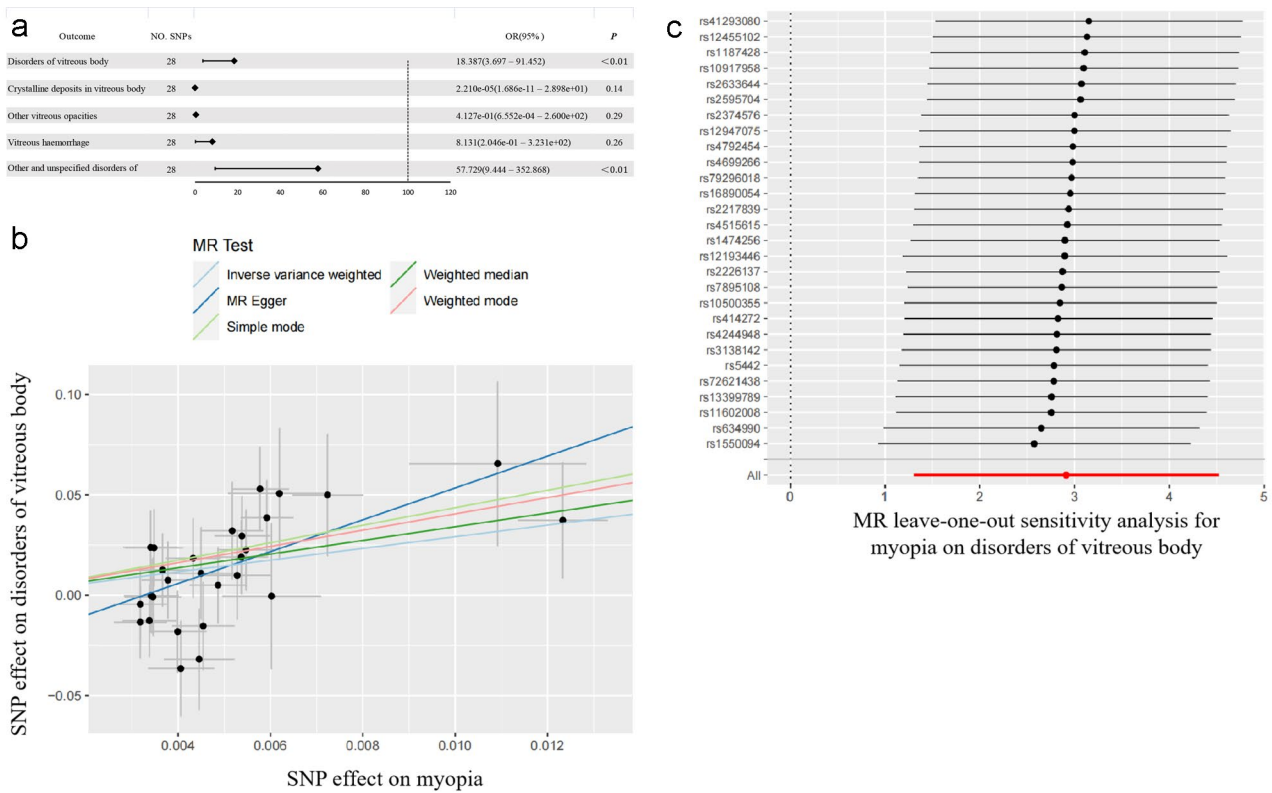 a
Outcome NO. SNPs OR(95% ) P
Disorders of vitreous body 28 18.387(3.697 – 91.452) <0.01
Crystalline deposits in vitreous body 28 2.210e-05(1.686e-11 – 2.898e+01) 0.14
Other vitreous opacities 28 4.127e-01(6.552e-04 – 2.600e+02) 0.29
Vitreous haemorrhage 28 8.131(2.046e-01 – 3.231e+02) 0.26
Other and unspecified disorders of 28 57.729(9.444 – 352.868) <0.01
0 20 40 60 80 100 120
b
MR Test
Inverse variance weighted Weighted median
MR Egger Weighted mode
Simple mode
SNP effect on disorders of vitreous body
0.10
0.05
0.00
−0.05
0.004 0.006 0.008 0.010 0.012
SNP effect on myopia
c
rs41293080
rs12455102
rs1187428
rs10917958
rs2633644
rs2595704
rs2374576
rs12947075
rs4792454
rs4699266
rs79296018
rs16890054
rs2217839
rs4515615
rs1474256
rs12193446
rs2226137
rs7895108
rs10500355
rs414272
rs4244948
rs3138142
rs5442
rs72621438
rs13399789
rs11602008
rs634990
rs1550094
All
0 1 2 3 4 5
MR leave-one-out sensitivity analysis for
myopia on disorders of vitreous body